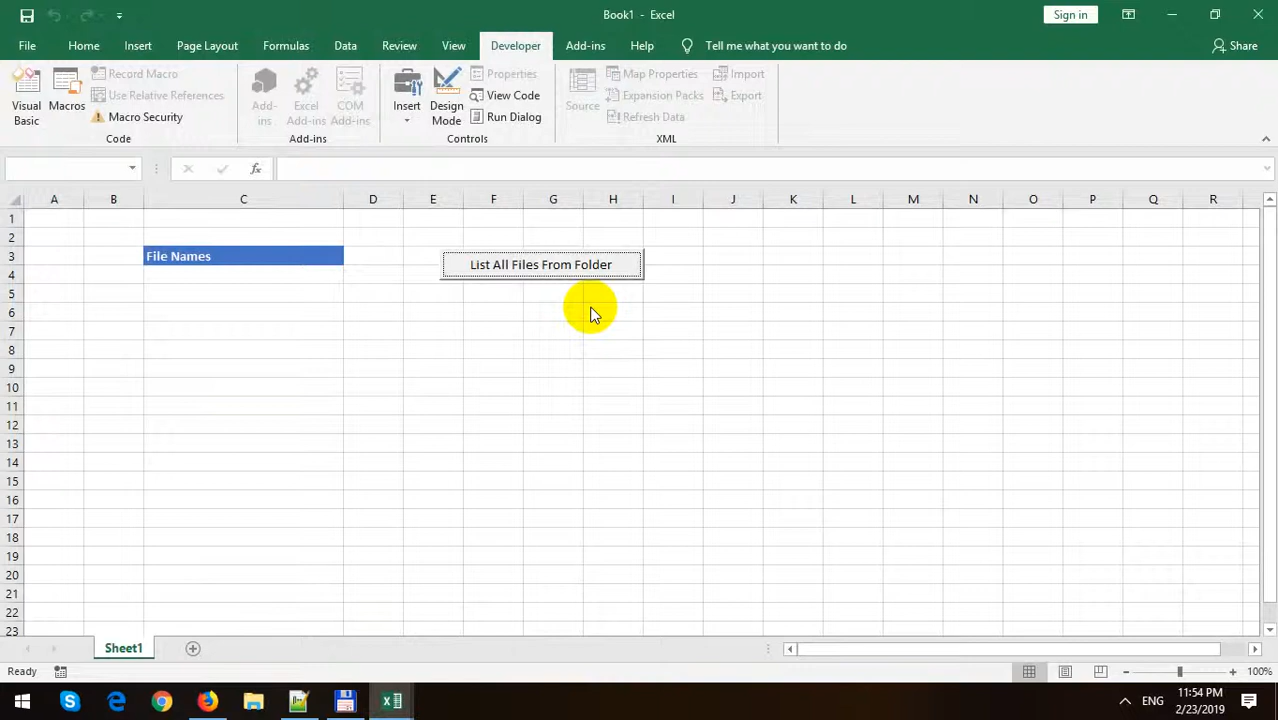 Book1 - Excel
Sign in
File Home Insert Page Layout Formulas Data Review View Developer Add-ins Help Tell me what you want to do Share
Visual Basic
Macros
Record Macro
Use Relative References
Macro Security
Code
Add-ins
Excel Add-ins
COM Add-ins
Add-ins
Insert
Design Mode
Properties
View Code
Run Dialog
Controls
Source
Map Properties
Expansion Packs
Refresh Data
Import
Export
XML
fx
A B C D E F G H I J K L M N O P Q R
1
2
3 File Names List All Files From Folder
4
5
6
7
8
9
10
11
12
13
14
15
16
17
18
19
20
21
22
23
Sheet1
Ready 100%
ENG 11:54 PM
2/23/2019